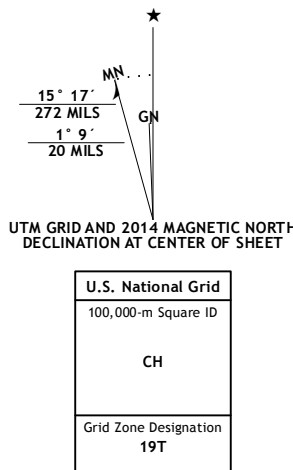 MN
GN
15° 17´
272 MILS
1° 9´
20 MILS
UTM GRID AND 2014 MAGNETIC NORTH
DECLINATION AT CENTER OF SHEET
U.S. National Grid
100,000-m Square ID
CH
Grid Zone Designation
19T